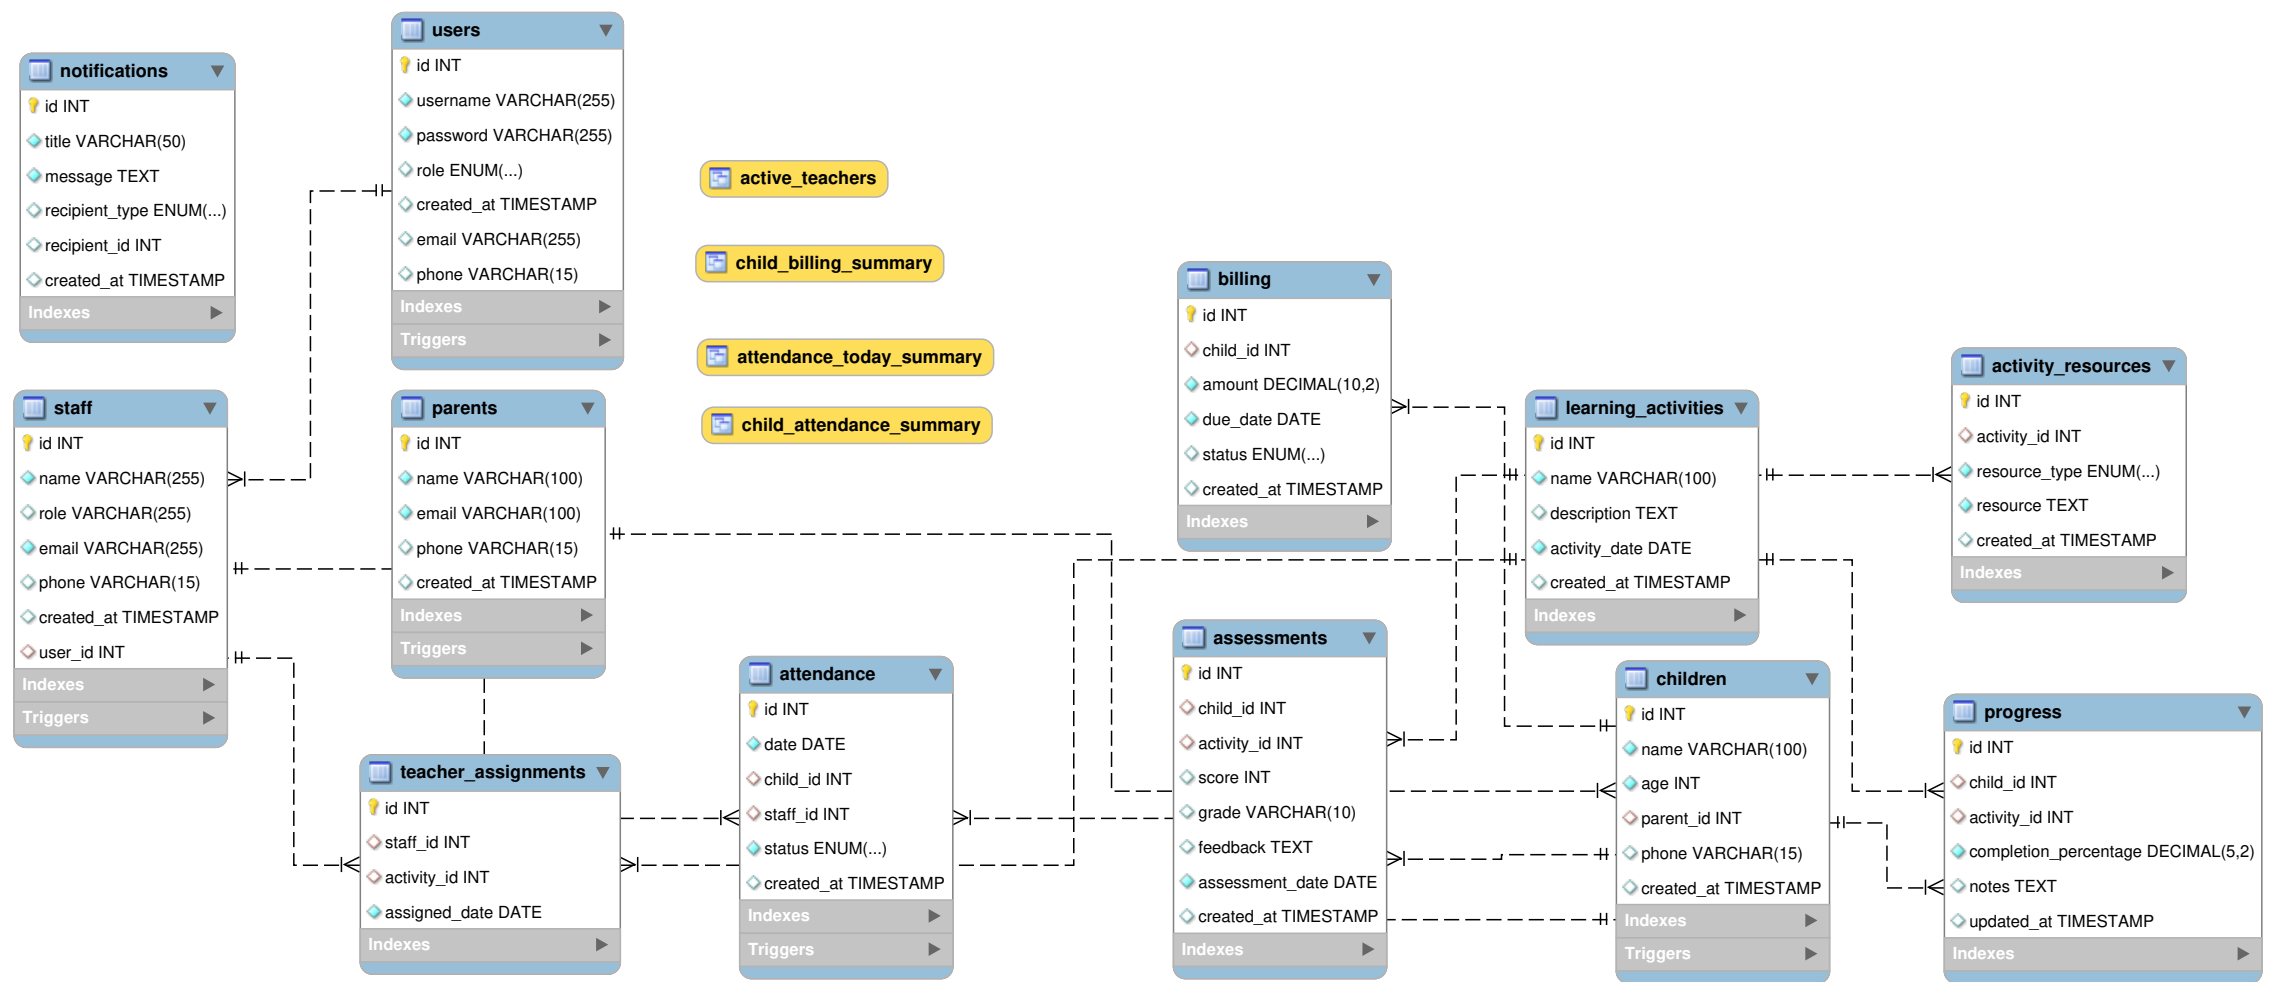 notifications
id INT
title VARCHAR(50)
message TEXT
recipient_type ENUM(...)
recipient_id INT
created_at TIMESTAMP
Indexes
users
id INT
username VARCHAR(255)
password VARCHAR(255)
role ENUM(...)
created_at TIMESTAMP
email VARCHAR(255)
phone VARCHAR(15)
Indexes
Triggers
active_teachers
child_billing_summary
attendance_today_summary
child_attendance_summary
staff
id INT
name VARCHAR(255)
role VARCHAR(255)
email VARCHAR(255)
phone VARCHAR(15)
created_at TIMESTAMP
user_id INT
Indexes
Triggers
parents
id INT
name VARCHAR(100)
email VARCHAR(100)
phone VARCHAR(15)
created_at TIMESTAMP
Indexes
Triggers
teacher_assignments
id INT
staff_id INT
activity_id INT
assigned_date DATE
Indexes
attendance
id INT
date DATE
child_id INT
staff_id INT
status ENUM(...)
created_at TIMESTAMP
Indexes
Triggers
billing
id INT
child_id INT
amount DECIMAL(10,2)
due_date DATE
status ENUM(...)
created_at TIMESTAMP
Indexes
assessments
id INT
child_id INT
activity_id INT
score INT
grade VARCHAR(10)
feedback TEXT
assessment_date DATE
created_at TIMESTAMP
Indexes
learning_activities
id INT
name VARCHAR(100)
description TEXT
activity_date DATE
created_at TIMESTAMP
Indexes
children
id INT
name VARCHAR(100)
age INT
parent_id INT
phone VARCHAR(15)
created_at TIMESTAMP
Indexes
Triggers
activity_resources
id INT
activity_id INT
resource_type ENUM(...)
resource TEXT
created_at TIMESTAMP
Indexes
progress
id INT
child_id INT
activity_id INT
completion_percentage DECIMAL(5,2)
notes TEXT
updated_at TIMESTAMP
Indexes